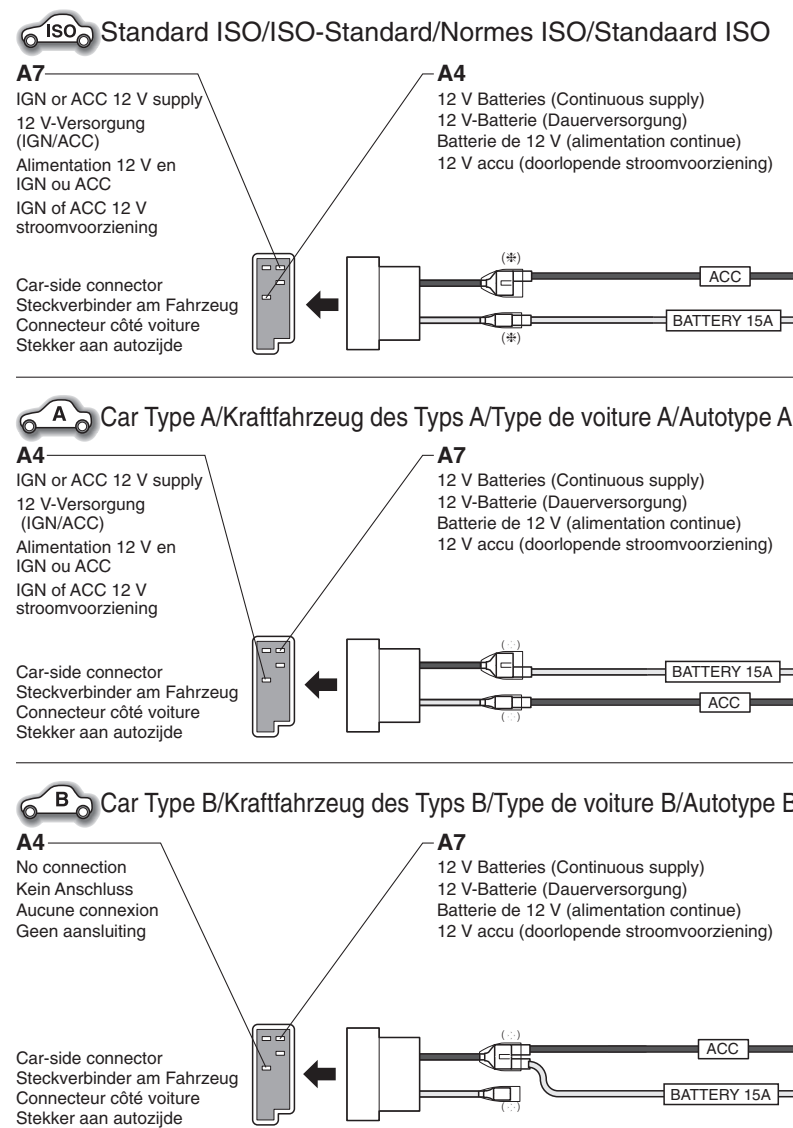 ISO Standard ISO/ISO-Standard/Normes ISO/Standaard ISO
A7
IGN or ACC 12 V supply
12 V-Versorgung
(IGN/ACC)
Alimentation 12 V en
IGN ou ACC
IGN of ACC 12 V
stroomvoorziening
A4
12 V Batteries (Continuous supply)
12 V-Batterie (Dauerversorgung)
Batterie de 12 V (alimentation continue)
12 V accu (doorlopende stroomvoorziening)
Car-side connector
Steckverbinder am Fahrzeug
Connecteur côté voiture
Stekker aan autozijde
(❉)
ACC
BATTERY 15A
(❉)
A Car Type A/Kraftfahrzeug des Typs A/Type de voiture A/Autotype A
A4
IGN or ACC 12 V supply
12 V-Versorgung
(IGN/ACC)
Alimentation 12 V en
IGN ou ACC
IGN of ACC 12 V
stroomvoorziening
A7
12 V Batteries (Continuous supply)
12 V-Batterie (Dauerversorgung)
Batterie de 12 V (alimentation continue)
12 V accu (doorlopende stroomvoorziening)
Car-side connector
Steckverbinder am Fahrzeug
Connecteur côté voiture
Stekker aan autozijde
(※)
BATTERY 15A
ACC
(※)
B Car Type B/Kraftfahrzeug des Typs B/Type de voiture B/Autotype B
A4
No connection
Kein Anschluss
Aucune connexion
Geen aansluiting
A7
12 V Batteries (Continuous supply)
12 V-Batterie (Dauerversorgung)
Batterie de 12 V (alimentation continue)
12 V accu (doorlopende stroomvoorziening)
Car-side connector
Steckverbinder am Fahrzeug
Connecteur côté voiture
Stekker aan autozijde
(※)
ACC
BATTERY 15A
(※)